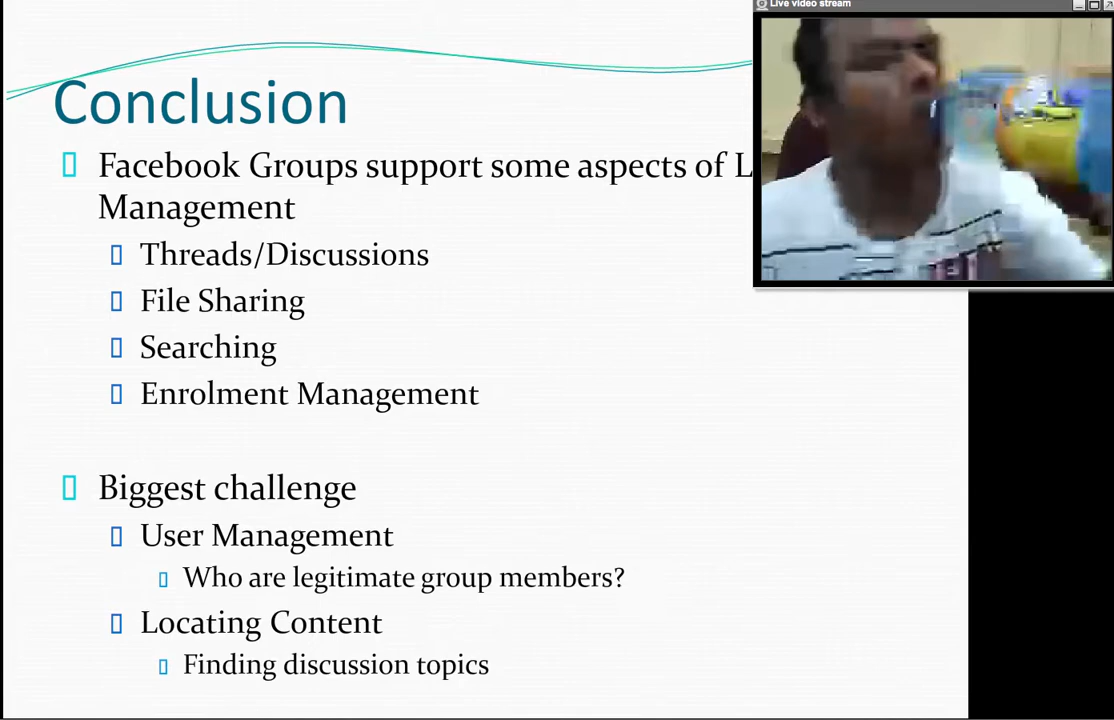 Live video stream
Conclusion
Facebook Groups support some aspects of L
Management
Threads/Discussions
File Sharing
Searching
Enrolment Management
Biggest challenge
User Management
Who are legitimate group members?
Locating Content
Finding discussion topics